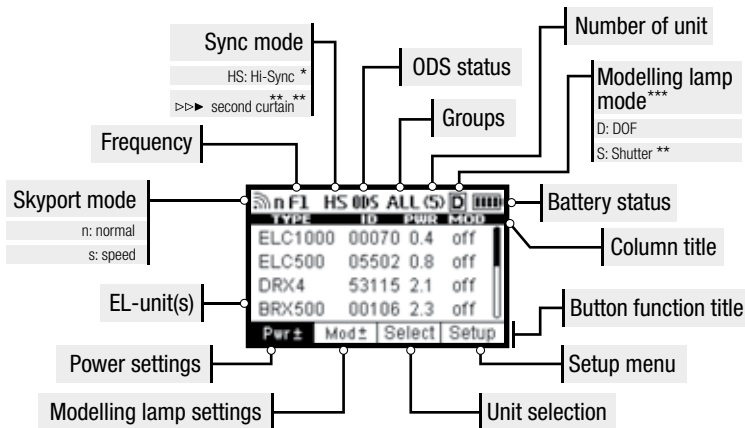 Sync mode
HS: Hi-Sync *
▷▷▶ second curtain ** **
ODS status
Number of unit
Modelling lamp mode***
D: DOF
S: Shutter **
Groups
Frequency
Skyport mode
n: normal
s: speed
n F1 HS ODS ALL (5) D
Battery status
TYPE ID PWR MOD
Column title
ELC1000 00070 0.4 off
ELC500 05502 0.8 off
DRX4 53115 2.1 off
BRX500 00106 2.3 off
EL-unit(s)
Button function title
Pwr± Mod± Select Setup
Power settings
Setup menu
Modelling lamp settings
Unit selection